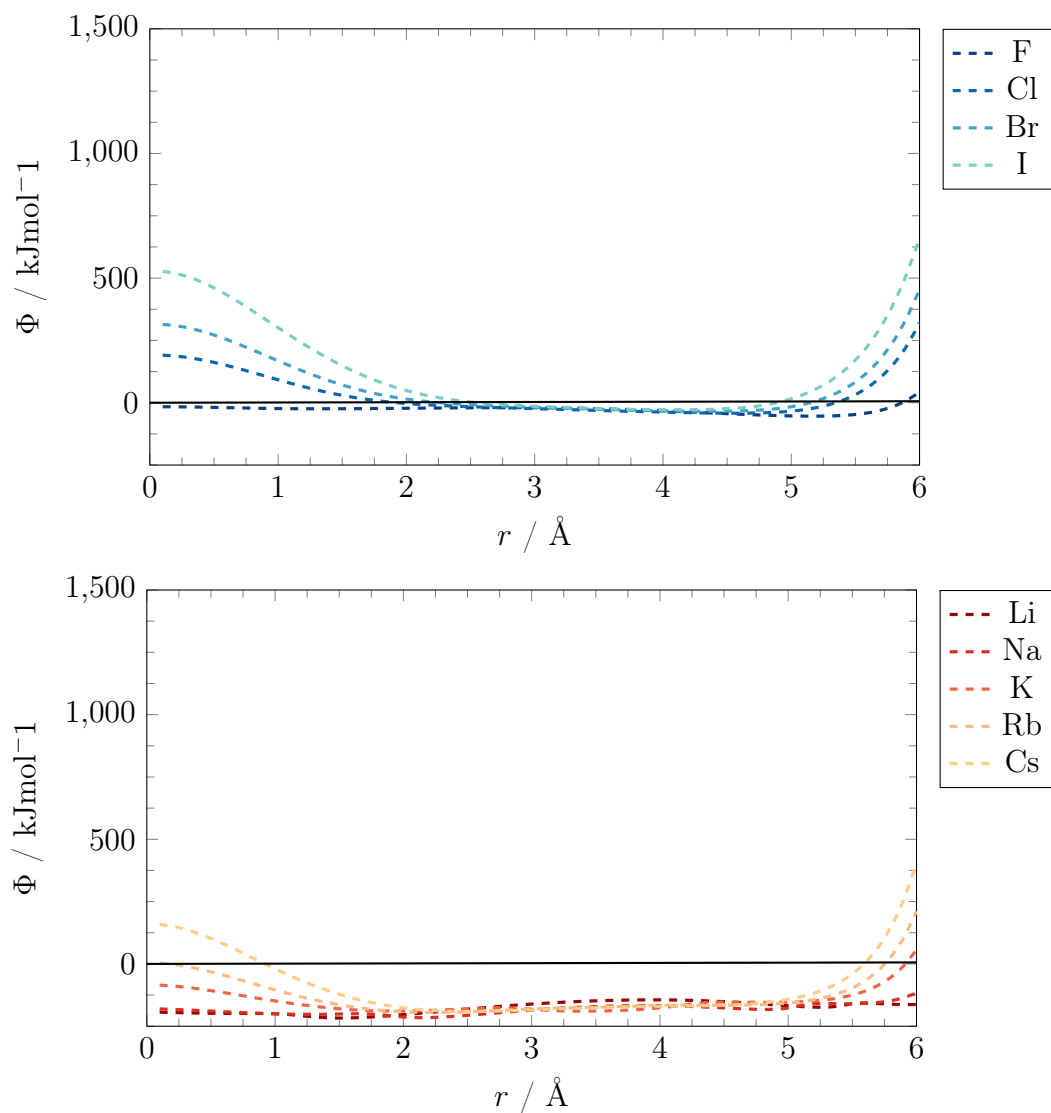 1,500
1,000
500
0
Φ / kJmol−1
0 1 2 3 4 5 6
r / Å
F
Cl
Br
I
1,500
1,000
500
0
Φ / kJmol−1
0 1 2 3 4 5 6
r / Å
Li
Na
K
Rb
Cs